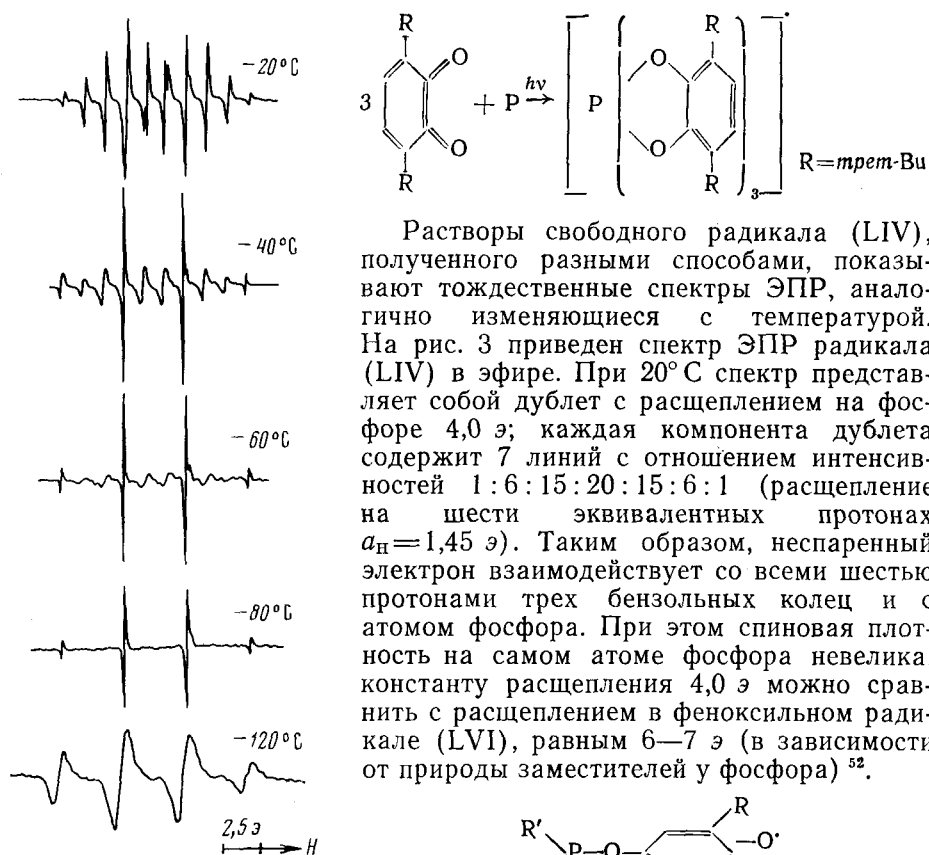 −20°C
−40°C
−60°C
−80°C
−120°C
2,5 э
H
R
O
3
+ P
hν
O
R
P
R
O
O
R
3
R=трет-Bu
Растворы свободного радикала (LIV),
полученного разными способами, показы-
вают тождественные спектры ЭПР, анало-
гично изменяющиеся с температурой.
На рис. 3 приведен спектр ЭПР радикала
(LIV) в эфире. При 20° С спектр представ-
ляет собой дублет с расщеплением на фос-
форе 4,0 э; каждая компонента дублета
содержит 7 линий с отношением интенсив-
ностей 1 : 6 : 15 : 20 : 15 : 6 : 1 (расщепление
на шести эквивалентных протонах
aн=1,45 э). Таким образом, неспаренный
электрон взаимодействует со всеми шестью
протонами трех бензольных колец и с
атомом фосфора. При этом спиновая плот-
ность на самом атоме фосфора невелика
константу расщепления 4,0 э можно срав-
нить с расщеплением в феноксильном ради-
кале (LVI), равным 6—7 э (в зависимости
от природы заместителей у фосфора) ⁵².
R
R′
P—O—
—O·